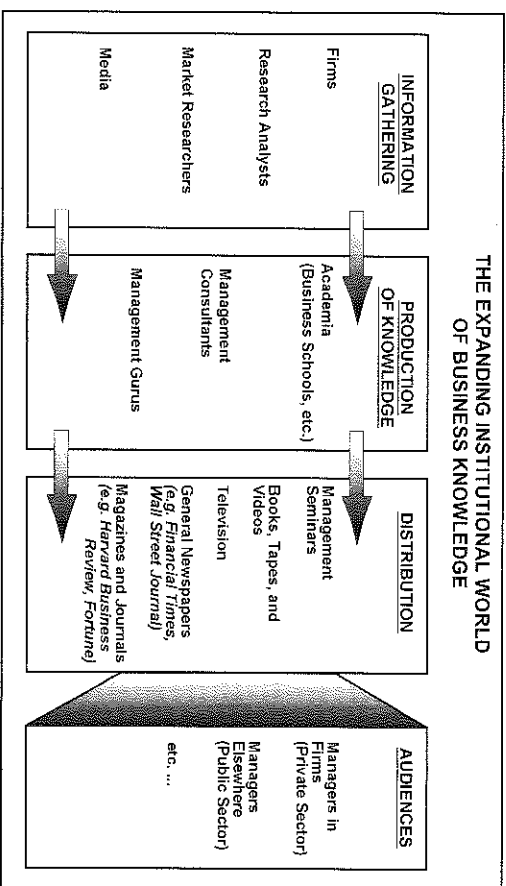 THE EXPANDING INSTITUTIONAL WORLD
OF BUSINESS KNOWLEDGE
INFORMATION
GATHERING
Firms
Research Analysts
Market Researchers
Media
PRODUCTION
OF KNOWLEDGE
Academia
(Business Schools, etc.)
Management
Consultants
Management Gurus
DISTRIBUTION
Management
Seminars
Books, Tapes, and
Videos
Television
General Newspapers
(e.g. Financial Times,
Wall Street Journal)
Magazines and Journals
(e.g. Harvard Business
Review, Fortune)
AUDIENCES
Managers in
Firms
(Private Sector)
Managers
Elsewhere
(Public Sector)
etc. ...